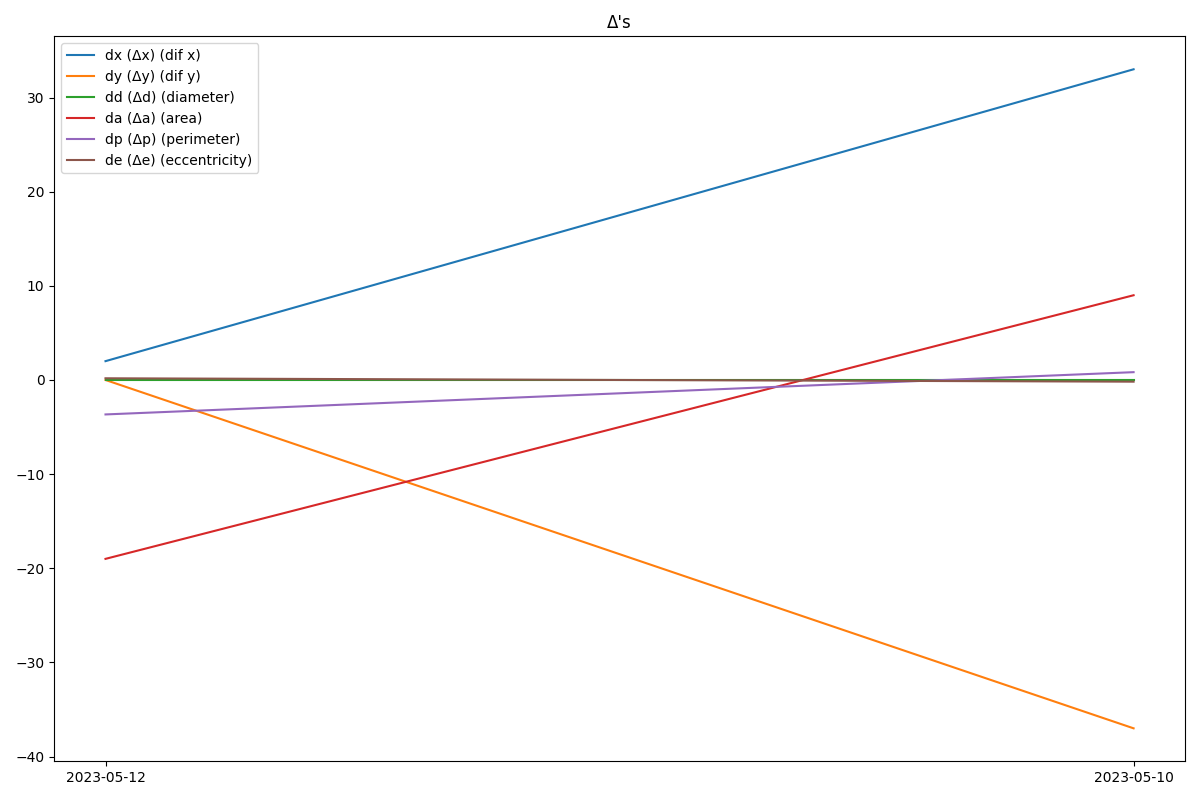 Δ's
dx (Δx) (dif x)
dy (Δy) (dif y)
dd (Δd) (diameter)
da (Δa) (area)
dp (Δp) (perimeter)
de (Δe) (eccentricity)
30
20
10
0
−10
−20
−30
−40
2023-05-12 2023-05-10